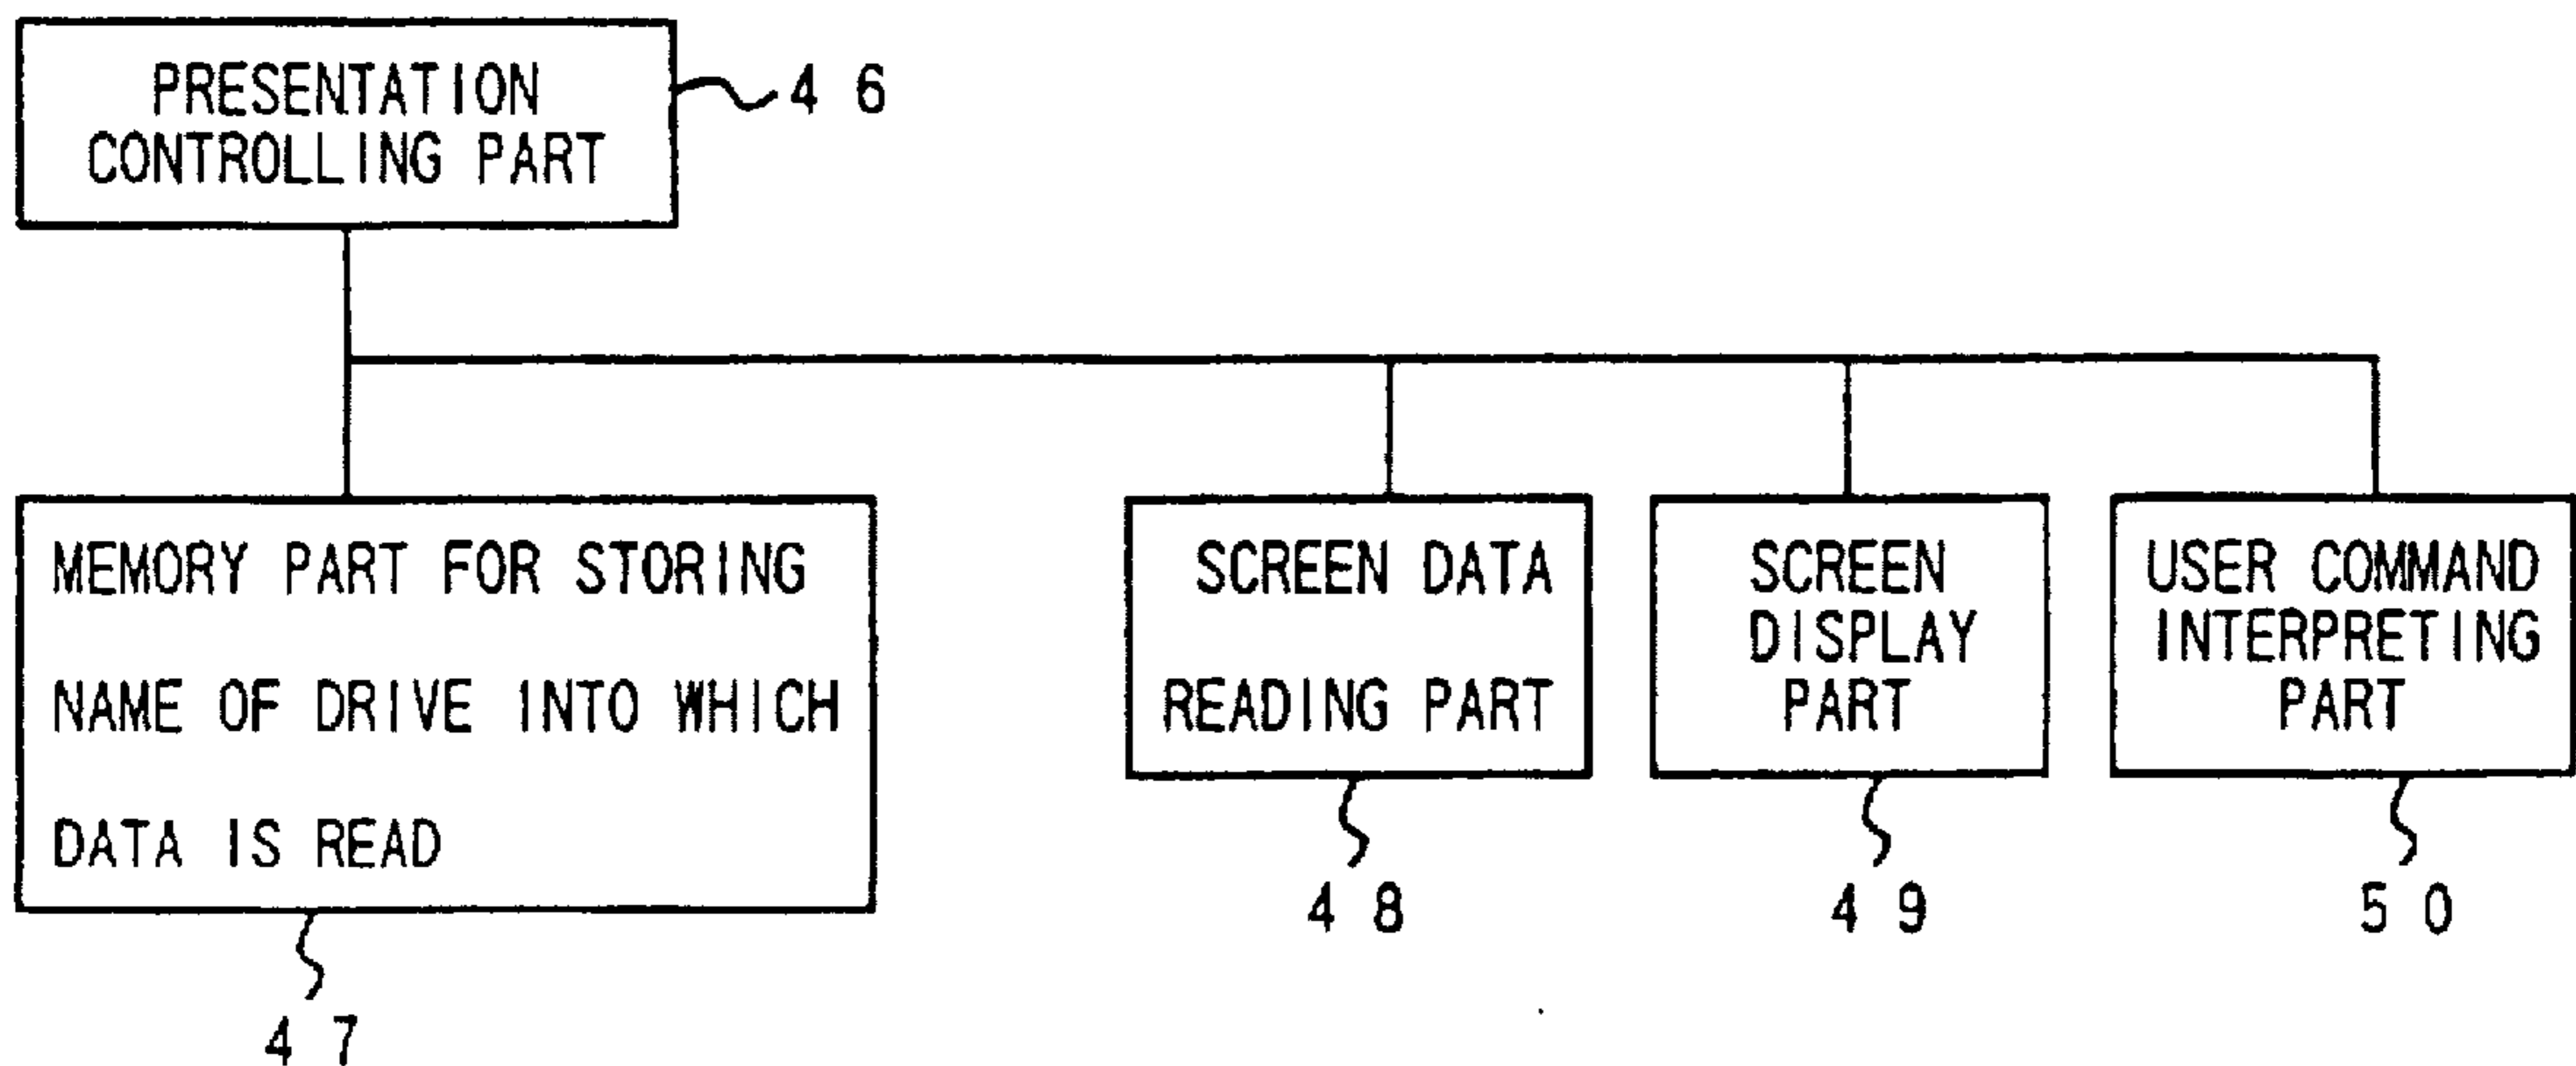 PRESENTATION
CONTROLLING PART
46
MEMORY PART FOR STORING
NAME OF DRIVE INTO WHICH
DATA IS READ
47
SCREEN DATA
READING PART
48
SCREEN
DISPLAY
PART
49
USER COMMAND
INTERPRETING
PART
50